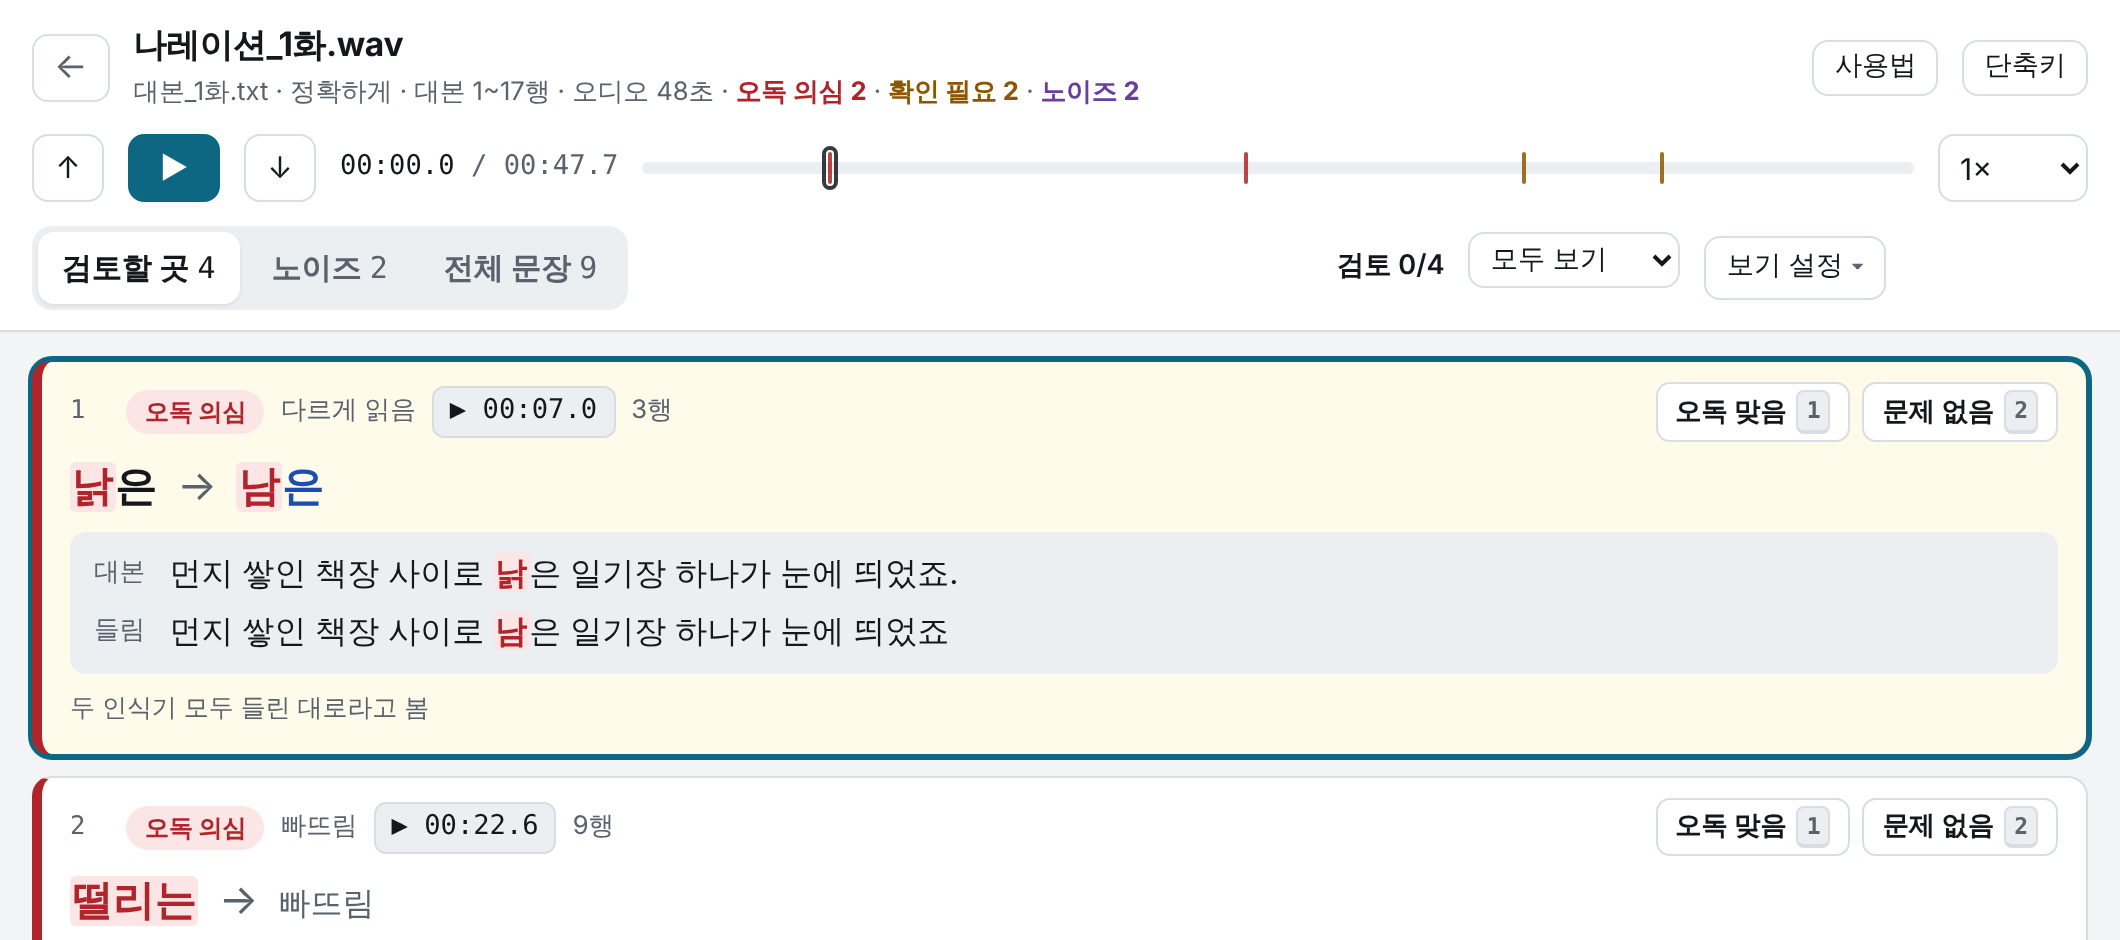 나레이션_1화.wav
대본_1화.txt · 정확하게 · 대본 1~17행 · 오디오 48초 · 오독 의심 2 · 확인 필요 2 · 노이즈 2
사용법
단축키
00:00.0 / 00:47.7
1×
검토할 곳 4
노이즈 2
전체 문장 9
검토 0/4
모두 보기
보기 설정
1 오독 의심 다르게 읽음 ▶ 00:07.0 3행
오독 맞음 1
문제 없음 2
낡은 → 남은
대본 먼지 쌓인 책장 사이로 낡은 일기장 하나가 눈에 띄었죠.
들림 먼지 쌓인 책장 사이로 남은 일기장 하나가 눈에 띄었죠
두 인식기 모두 들린 대로라고 봄
2 오독 의심 빠뜨림 ▶ 00:22.6 9행
오독 맞음 1
문제 없음 2
떨리는 → 빠뜨림